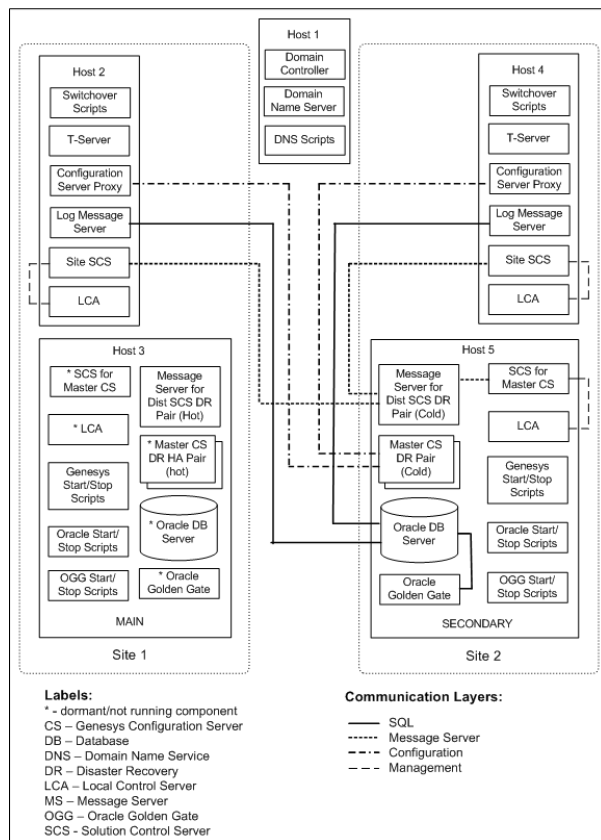 Host 1
Domain
Controller
Domain
Name Server
DNS Scripts
Host 2
Switchover
Scripts
T-Server
Configuration
Server Proxy
Log Message
Server
Site SCS
LCA
Host 4
Switchover
Scripts
T-Server
Configuration
Server Proxy
Log Message
Server
Site SCS
LCA
Host 3
* SCS for
Master CS
* LCA
Genesys
Start/Stop
Scripts
Oracle Start/
Stop Scripts
OGG Start/
Stop Scripts
Message
Server for
Dist SCS DR
Pair (Hot)
* Master CS
DR HA Pair
(hot)
* Oracle DB
Server
* Oracle
Golden Gate
MAIN
Site 1
Host 5
Message
Server for
Dist SCS DR
Pair (Cold)
Master CS
DR Pair
(Cold)
Oracle DB
Server
Oracle
Golden Gate
SCS for
Master CS
LCA
Genesys
Start/Stop
Scripts
Oracle Start/
Stop Scripts
OGG Start/
Stop Scripts
SECONDARY
Site 2
Labels:
* - dormant/not running component
CS – Genesys Configuration Server
DB – Database
DNS – Domain Name Service
DR – Disaster Recovery
LCA – Local Control Server
MS – Message Server
OGG – Oracle Golden Gate
SCS - Solution Control Server
Communication Layers:
SQL
Message Server
Configuration
Management